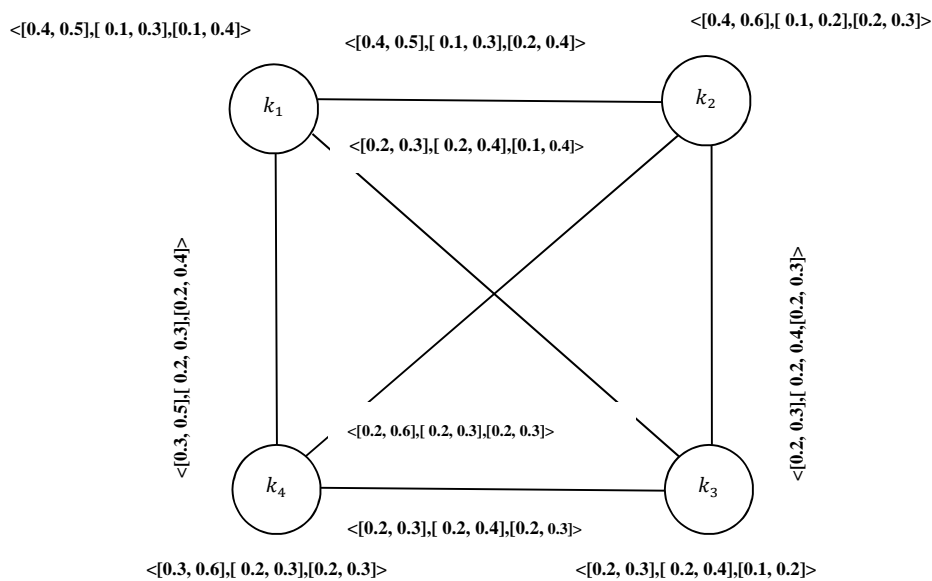 <[0.4, 0.5],[ 0.1, 0.3],[0.1, 0.4]>
<[0.4, 0.6],[ 0.1, 0.2],[0.2, 0.3]>
<[0.4, 0.5],[ 0.1, 0.3],[0.2, 0.4]>
k₁
k₂
<[0.2, 0.3],[ 0.2, 0.4],[0.1, 0.4]>
<[0.3, 0.5],[ 0.2, 0.3],[0.2, 0.4]>
<[0.2, 0.3],[ 0.2, 0.4,[0.2, 0.3]>
<[0.2, 0.6],[ 0.2, 0.3],[0.2, 0.3]>
k₄
k₃
<[0.2, 0.3],[ 0.2, 0.4],[0.2, 0.3]>
<[0.3, 0.6],[ 0.2, 0.3],[0.2, 0.3]>
<[0.2, 0.3],[ 0.2, 0.4],[0.1, 0.2]>